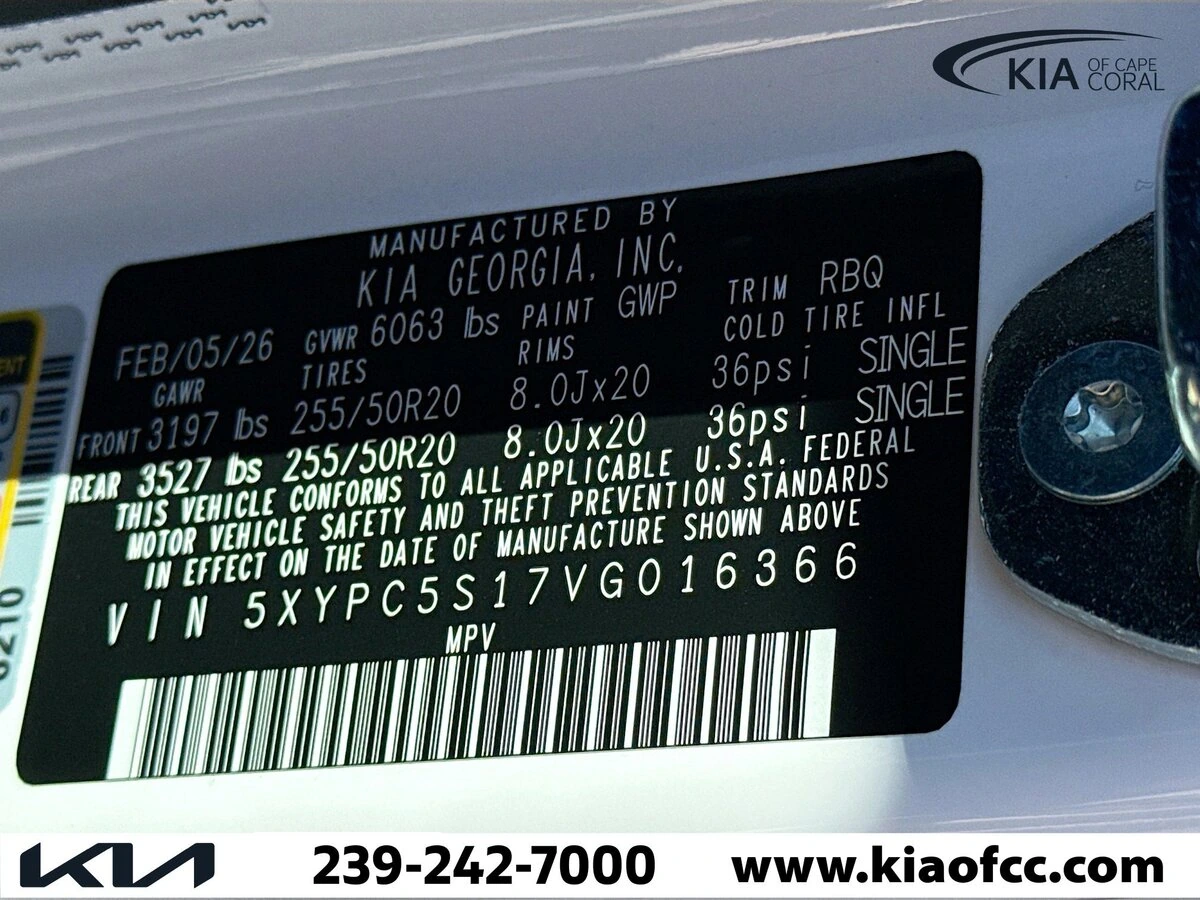 KIA OF CAPE CORAL
MANUFACTURED BY
KIA GEORGIA, INC.
FEB/05/26 GVWR 6063 lbs PAINT GWP TRIM RBQ
GAWR TIRES RIMS COLD TIRE INFL
FRONT 3197 lbs 255/50R20 8.0Jx20 36psi SINGLE
REAR 3527 lbs 255/50R20 8.0Jx20 36psi SINGLE
THIS VEHICLE CONFORMS TO ALL APPLICABLE U.S.A. FEDERAL
MOTOR VEHICLE SAFETY AND THEFT PREVENTION STANDARDS
IN EFFECT ON THE DATE OF MANUFACTURE SHOWN ABOVE
VIN 5XYPC5S17VG016366
MPV
0210
KIA 239-242-7000 www.kiaofcc.com